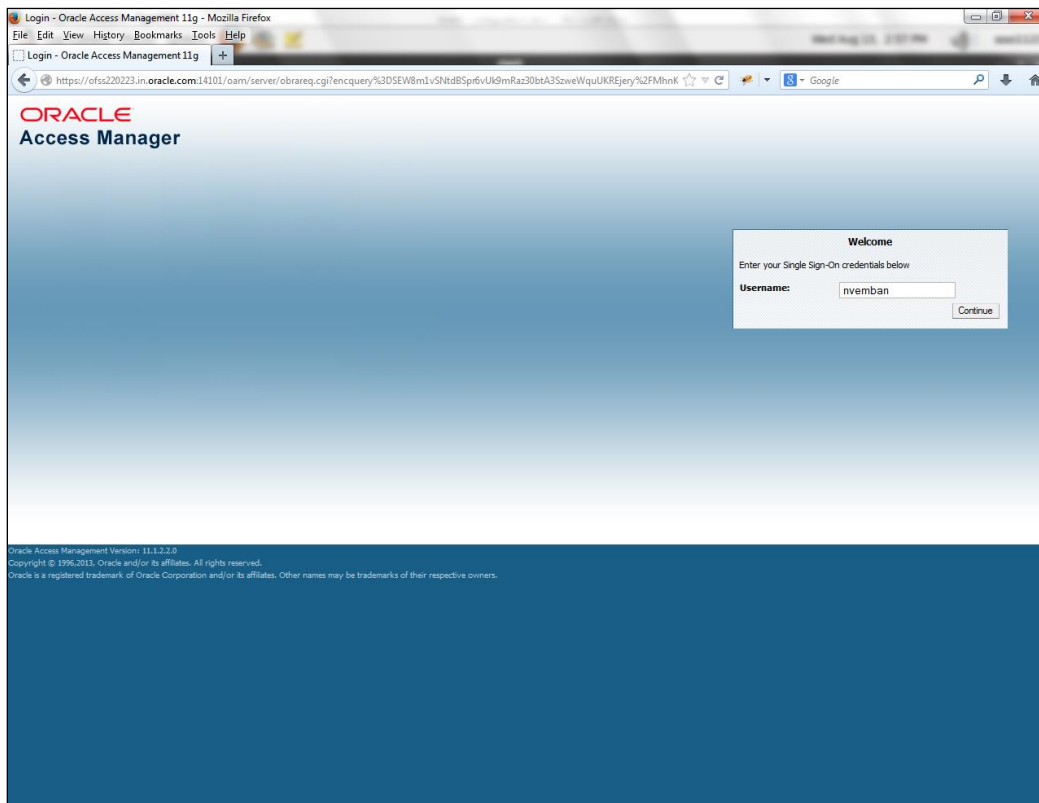 Login - Oracle Access Management 11g - Mozilla Firefox
File Edit View History Bookmarks Tools Help
Login - Oracle Access Management 11g +
https://ofss220223.in.oracle.com:14101/oam/server/obrareq.cgi?encquery%3DSEW8m1vSNtdBSpr6vUk9mRaz30btA3SzweWquUKREjery%2FMhnK
8 Google
ORACLE
Access Manager
Welcome
Enter your Single Sign-On credentials below
Username: nvemban
Continue
Oracle Access Management Version: 11.1.2.2.0
Copyright © 1996,2013, Oracle and/or its affiliates. All rights reserved.
Oracle is a registered trademark of Oracle Corporation and/or its affiliates. Other names may be trademarks of their respective owners.